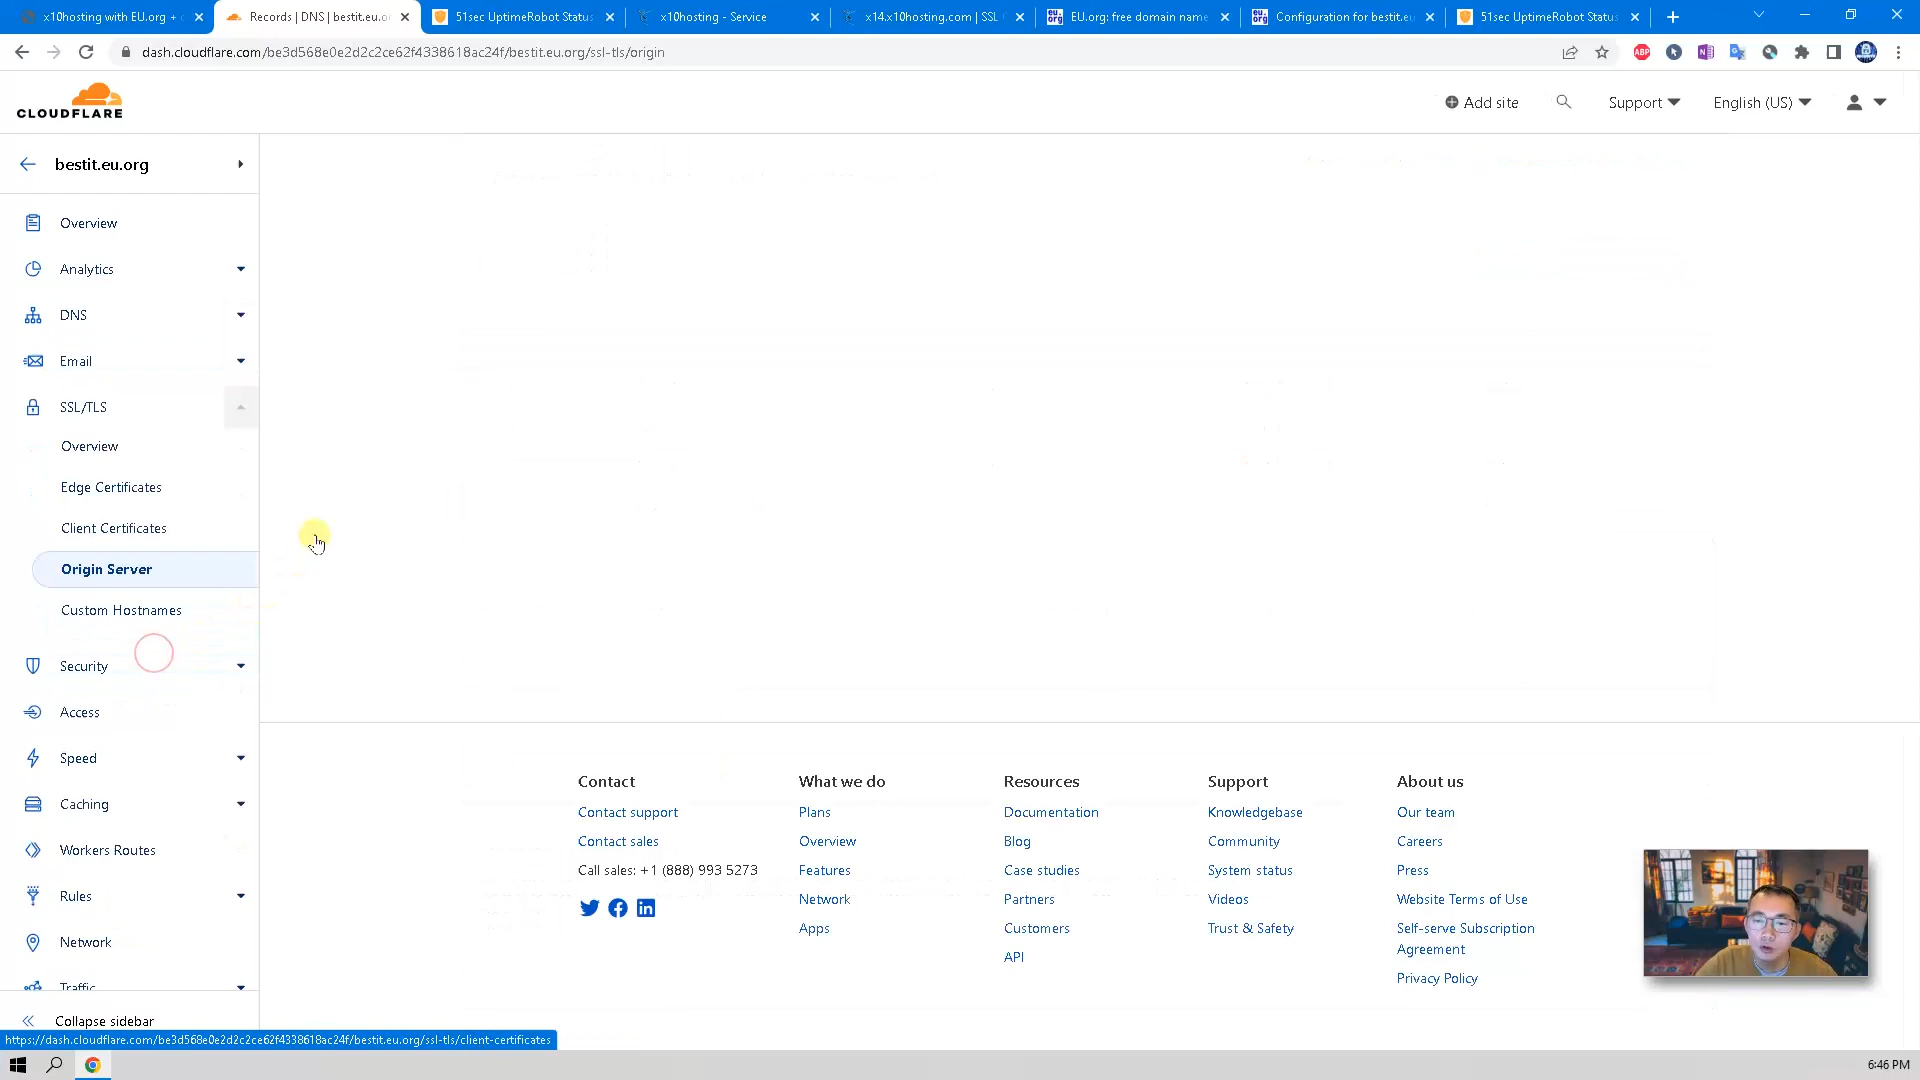 x10hosting with EU.org +
Records | DNS | bestit.eu.o
51sec UptimeRobot Status
x10hosting - Service
x14.x10hosting.com | SSL
EU.org: free domain name
Configuration for bestit.eu
51sec UptimeRobot Status
dash.cloudflare.com/be3d568e0e2d2c2ce62f4338618ac24f/bestit.eu.org/ssl-tls/origin
CLOUDFLARE
Add site
Support
English (US)
bestit.eu.org
Overview
Analytics
DNS
Email
SSL/TLS
Overview
Edge Certificates
Client Certificates
Origin Server
Custom Hostnames
Security
Access
Speed
Caching
Workers Routes
Rules
Network
Traffic
Collapse sidebar
Contact
Contact support
Contact sales
Call sales: +1 (888) 993 5273
What we do
Plans
Overview
Features
Network
Apps
Resources
Documentation
Blog
Case studies
Partners
Customers
API
Support
Knowledgebase
Community
System status
Videos
Trust & Safety
About us
Our team
Careers
Press
Website Terms of Use
Self-serve Subscription
Agreement
Privacy Policy
https://dash.cloudflare.com/be3d568e0e2d2c2ce62f4338618ac24f/bestit.eu.org/ssl-tls/client-certificates
6:46 PM